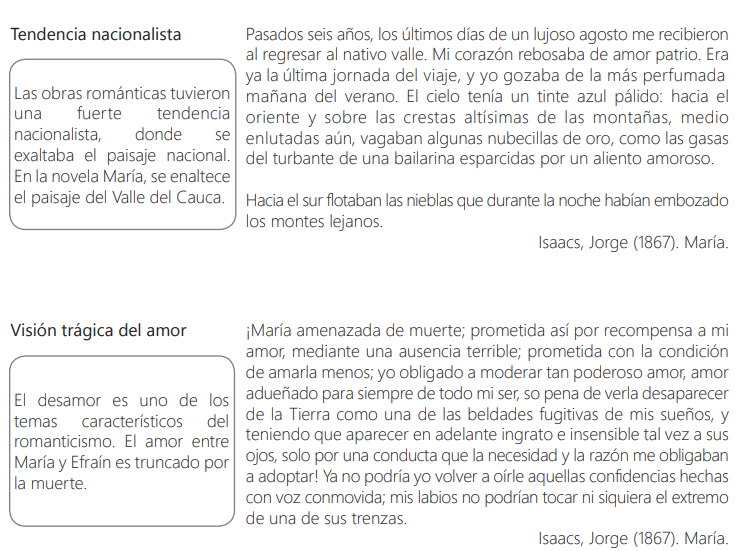 Tendencia nacionalista
Las obras románticas tuvieron
una fuerte tendencia
nacionalista, donde se
exaltaba el paisaje nacional.
En la novela María, se enaltece
el paisaje del Valle del Cauca.
Pasados seis años, los últimos días de un lujoso agosto me recibieron
al regresar al nativo valle. Mi corazón rebosaba de amor patrio. Era
ya la última jornada del viaje, y yo gozaba de la más perfumada
mañana del verano. El cielo tenía un tinte azul pálido: hacia el
oriente y sobre las crestas altísimas de las montañas, medio
enlutadas aún, vagaban algunas nubecillas de oro, como las gasas
del turbante de una bailarina esparcidas por un aliento amoroso.
Hacia el sur flotaban las nieblas que durante la noche habían embozado
los montes lejanos.
Isaacs, Jorge (1867). María.
Visión trágica del amor
El desamor es uno de los
temas característicos del
romanticismo. El amor entre
María y Efraín es truncado por
la muerte.
¡María amenazada de muerte; prometida así por recompensa a mi
amor, mediante una ausencia terrible; prometida con la condición
de amarla menos; yo obligado a moderar tan poderoso amor, amor
adueñado para siempre de todo mi ser, so pena de verla desaparecer
de la Tierra como una de las beldades fugitivas de mis sueños, y
teniendo que aparecer en adelante ingrato e insensible tal vez a sus
ojos, solo por una conducta que la necesidad y la razón me obligaban
a adoptar! Ya no podría yo volver a oírle aquellas confidencias hechas
con voz conmovida; mis labios no podrían tocar ni siquiera el extremo
de una de sus trenzas.
Isaacs, Jorge (1867). María.